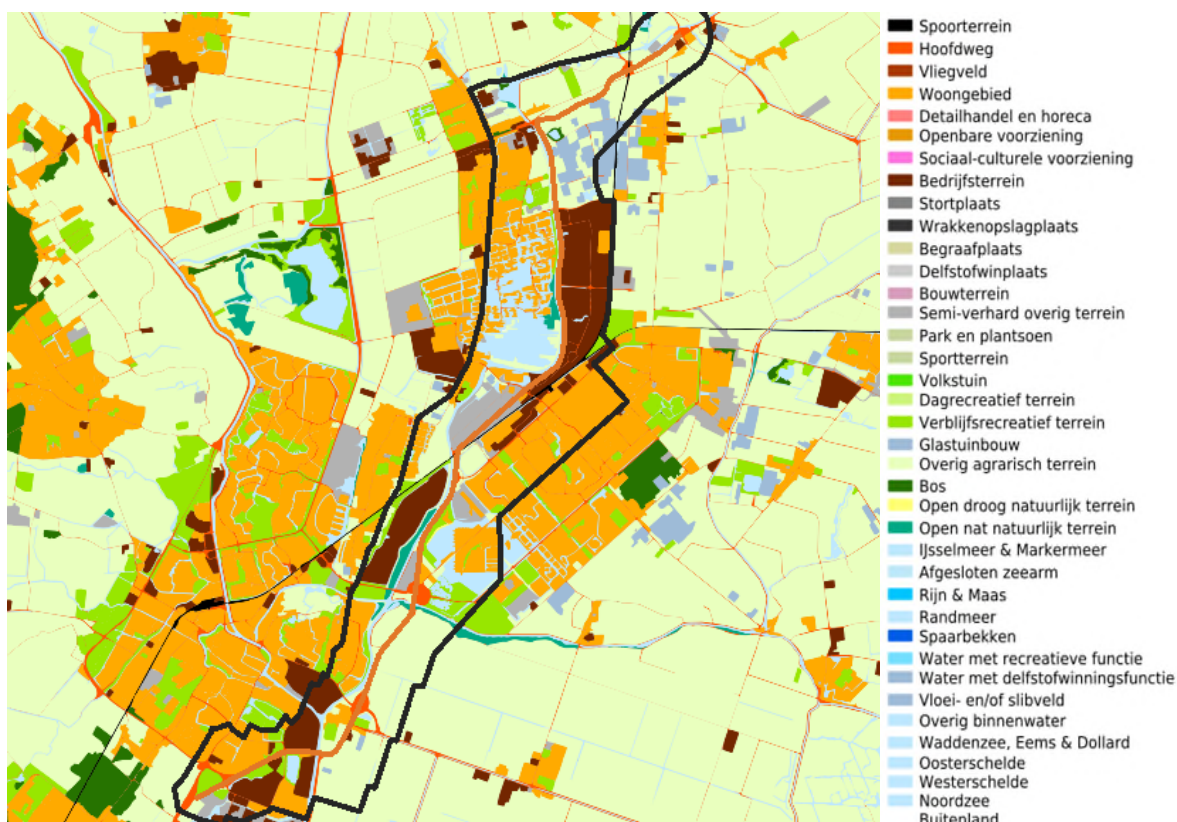 Spoorterrein
Hoofdweg
Vliegveld
Woongebied
Detailhandel en horeca
Openbare voorziening
Sociaal-culturele voorziening
Bedrijfsterrein
Stortplaats
Wrakkenopslagplaats
Begraafplaats
Delfstofwinplaats
Bouwterrein
Semi-verhard overig terrein
Park en plantsoen
Sportterrein
Volkstuin
Dagrecreatief terrein
Verblijfsrecreatief terrein
Glastuinbouw
Overig agrarisch terrein
Bos
Open droog natuurlijk terrein
Open nat natuurlijk terrein
IJsselmeer & Markermeer
Afgesloten zeearm
Rijn & Maas
Randmeer
Spaarbekken
Water met recreatieve functie
Water met delfstofwinningsfunctie
Vloei- en/of slibveld
Overig binnenwater
Waddenzee, Eems & Dollard
Oosterschelde
Westerschelde
Noordzee
Buitenland